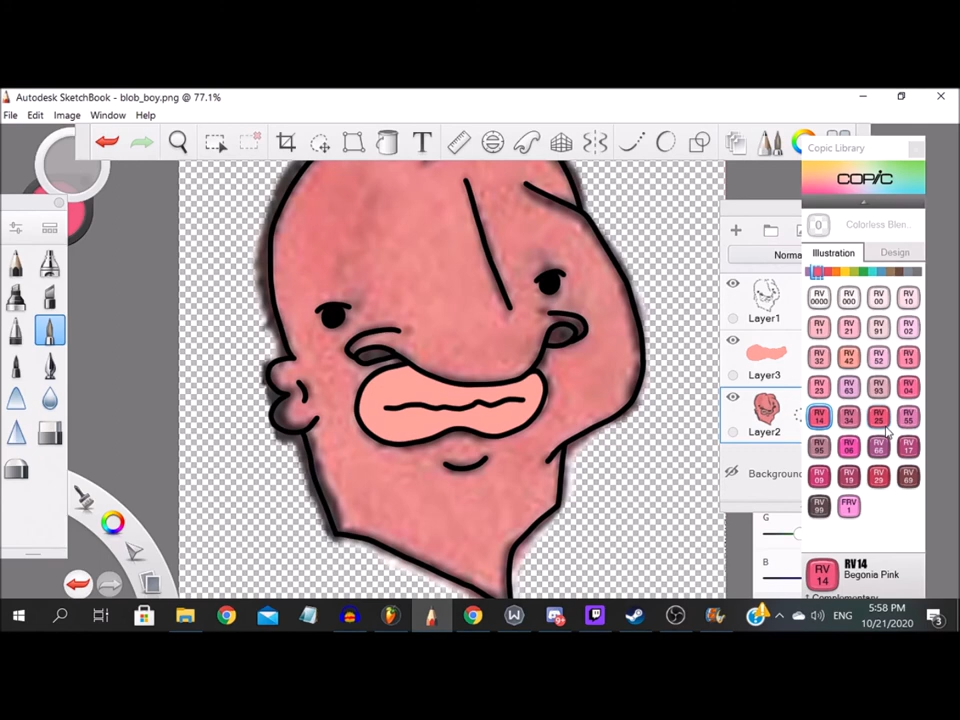 Autodesk SketchBook - blob_boy.png @ 77.1%
File Edit Image Window Help
T
Copic Library
COPIC
0 Colorless Blen...
Illustration Design
Norma
RV 0000 RV 000 RV 00 RV 10
RV 11 RV 21 RV 91 RV 02
RV 32 RV 42 RV 52 RV 13
RV 23 RV 63 RV 93 RV 04
RV 14 RV 34 RV 25 RV 55
RV 95 RV 06 RV 66 RV 17
RV 09 RV 19 RV 29 RV 69
RV 99 FRV 1
Layer1
Layer3
Layer2
Background
G
B
RV 14 RV14
Begonia Pink
Complementary
ENG
5:58 PM
10/21/2020
3